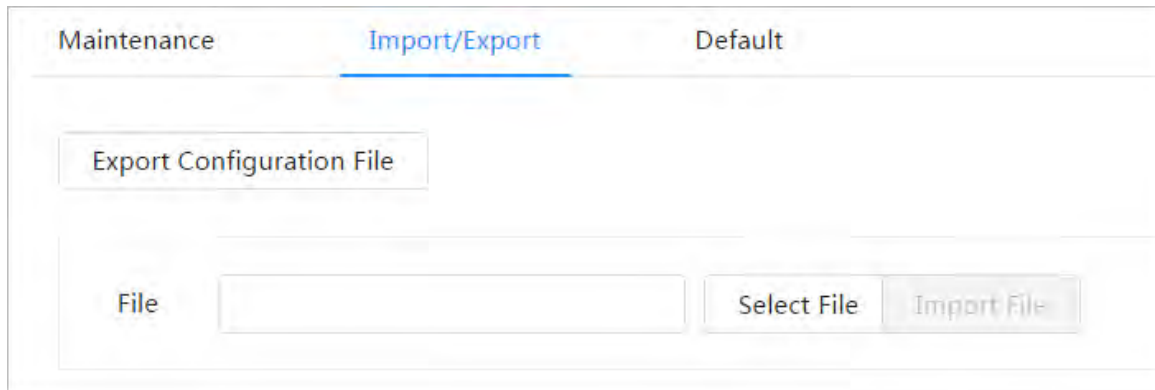 Maintenance Import/Export Default
Export Configuration File
File Select File Import File